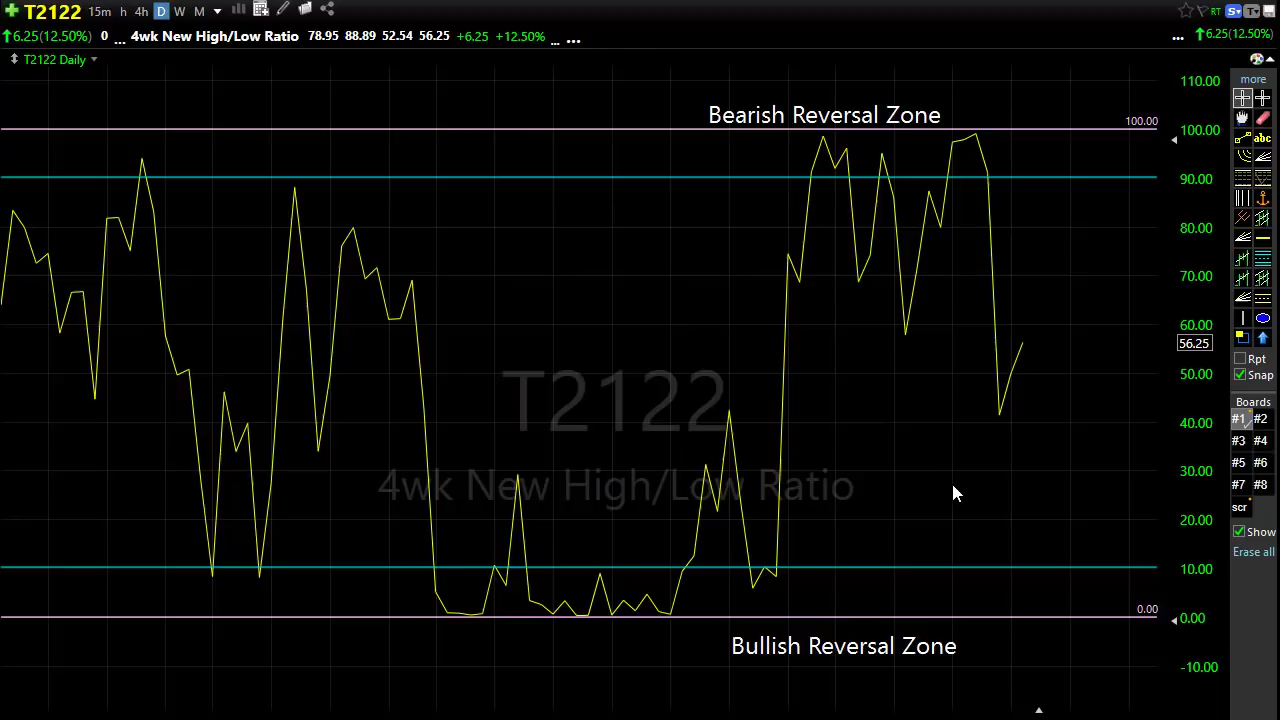 T2122 15m h 4h D W M RT S T
6.25(12.50%) 0 ... 4wk New High/Low Ratio 78.95 88.89 52.54 56.25 +6.25 +12.50% ... ... ... 6.25(12.50%)
T2122 Daily
more
110.00
Bearish Reversal Zone
100.00
100.00
abc
90.00
80.00
70.00
60.00
56.25
Rpt
50.00
Snap
T2122
Boards
#1 #2
40.00
#3 #4
30.00
#5 #6
4wk New High/Low Ratio
#7 #8
scr
20.00
Show
Erase all
10.00
0.00
0.00
Bullish Reversal Zone
-10.00